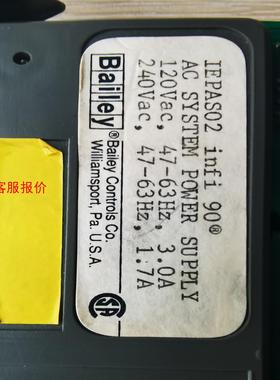 IEPAS02 infi 90®
AC SYSTEM POWER SUPPLY
120Vac, 47-63Hz, 3.0A
240Vac, 47-63Hz, 1.7A
Bailey®
Bailey Controls Co.
Williamsport, Pa. U.S.A.
SA
客服报价